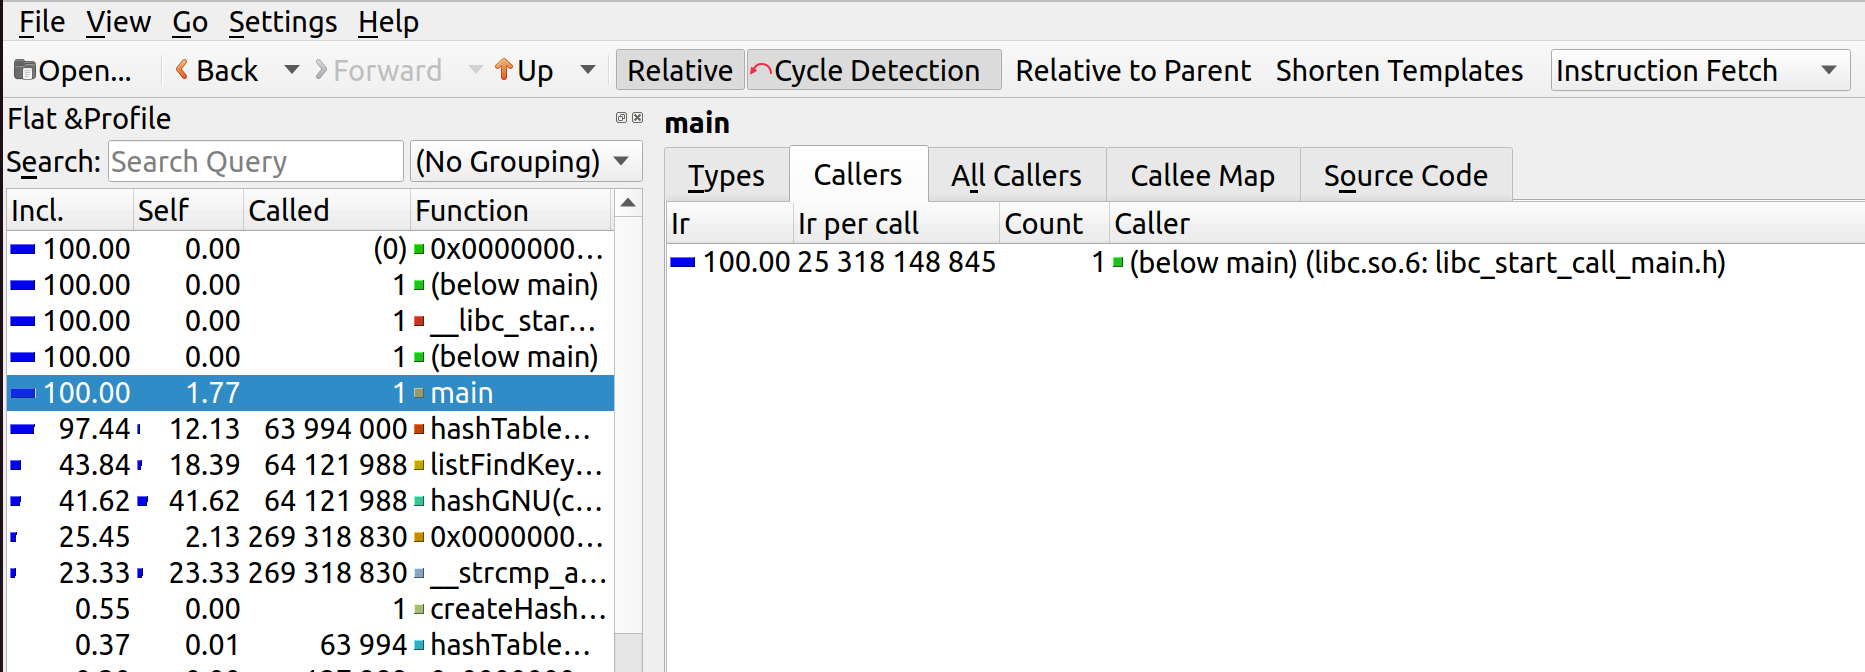 File View Go Settings Help
Open... Back Forward Up Relative Cycle Detection Relative to Parent Shorten Templates Instruction Fetch
Flat &Profile
Search: Search Query (No Grouping)
Incl. Self Called Function
100.00 0.00 (0) 0x0000000...
100.00 0.00 1 (below main)
100.00 0.00 1 __libc_star...
100.00 0.00 1 (below main)
100.00 1.77 1 main
97.44 12.13 63 994 000 hashTable...
43.84 18.39 64 121 988 listFindKey...
41.62 41.62 64 121 988 hashGNU(c...
25.45 2.13 269 318 830 0x0000000...
23.33 23.33 269 318 830 __strcmp_a...
0.55 0.00 1 createHash...
0.37 0.01 63 994 hashTable...
main
Types Callers All Callers Callee Map Source Code
Ir Ir per call Count Caller
100.00 25 318 148 845 1 (below main) (libc.so.6: libc_start_call_main.h)